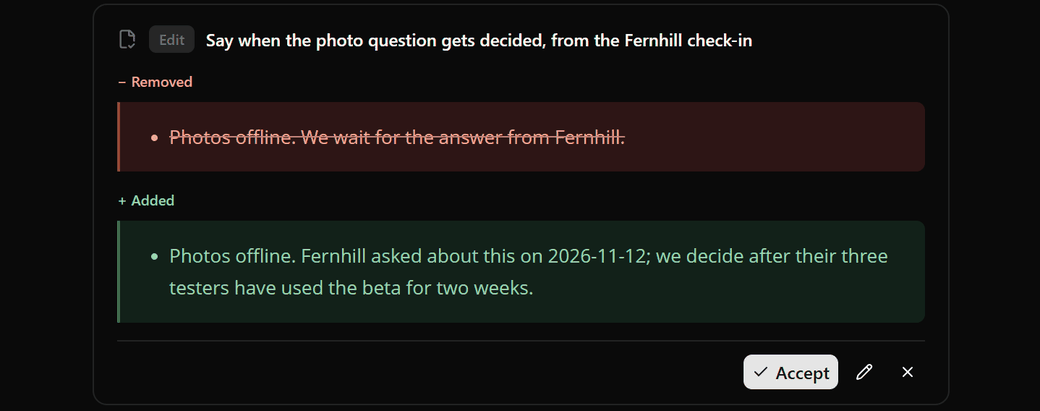 Edit Say when the photo question gets decided, from the Fernhill check-in
− Removed
• Photos offline. We wait for the answer from Fernhill.
+ Added
• Photos offline. Fernhill asked about this on 2026-11-12; we decide after their three
testers have used the beta for two weeks.
Accept